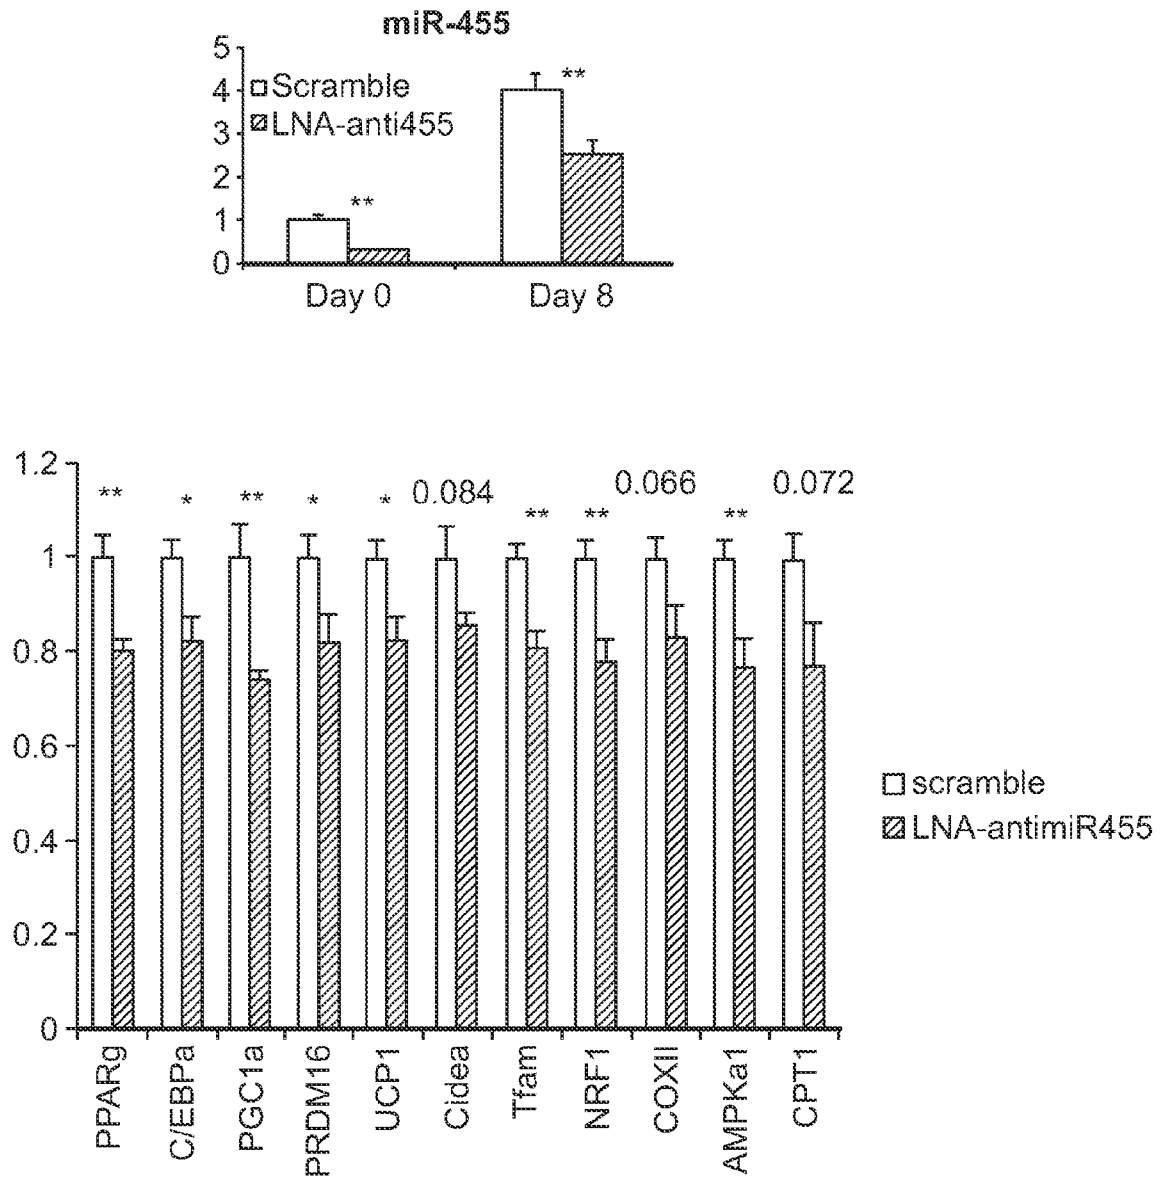 miR-455
5
4
3
2
1
0
Scramble
LNA-anti455
**
**
Day 0
Day 8
1.2
1
0.8
0.6
0.4
0.2
0
**
*
**
*
*
0.084
**
**
0.066
**
0.072
scramble
LNA-antimiR455
PPARg
C/EBPa
PGC1a
PRDM16
UCP1
Cidea
Tfam
NRF1
COXII
AMPKa1
CPT1